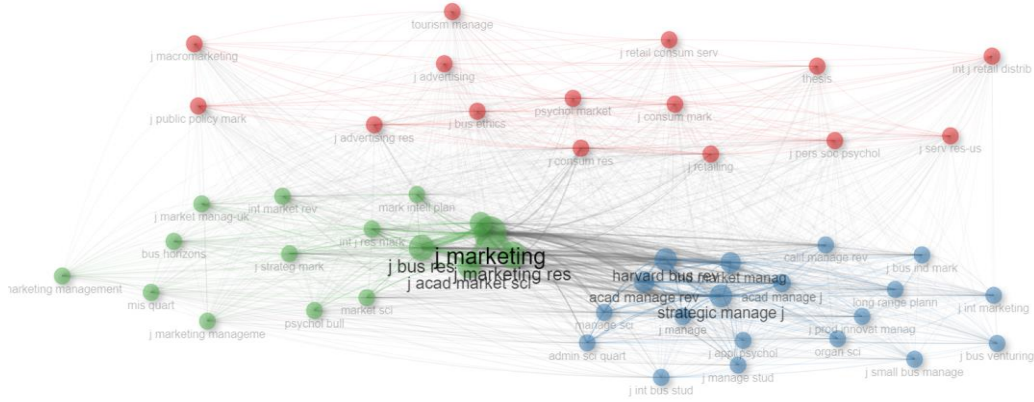 tourism manage
j macromarketing
j retail consum serv
int j retail distrib
j advertising
thesis
j public policy mark
psychol market
j consum mark
j bus ethics
j advertising res
j pers soc psychol
j serv res-us
j consum res
j retailing
j market manag-uk
int market rev
mark intell plan
bus horizons
int j res mark
j strateg mark
j marketing
j bus res
j marketing res
j acad market sci
arketing management
mis quart
market sci
psychol bull
j marketing manageme
calif manage rev
j bus ind mark
harvard bus rev
acad manage rev
acad manage j
long-range plann
j int marketing
strategic manage j
manage sci
j manage
j prod innovat manag
admin sci quart
j appl psychol
organ sci
j bus venturing
j small bus manage
j manage stud
j int bus stud